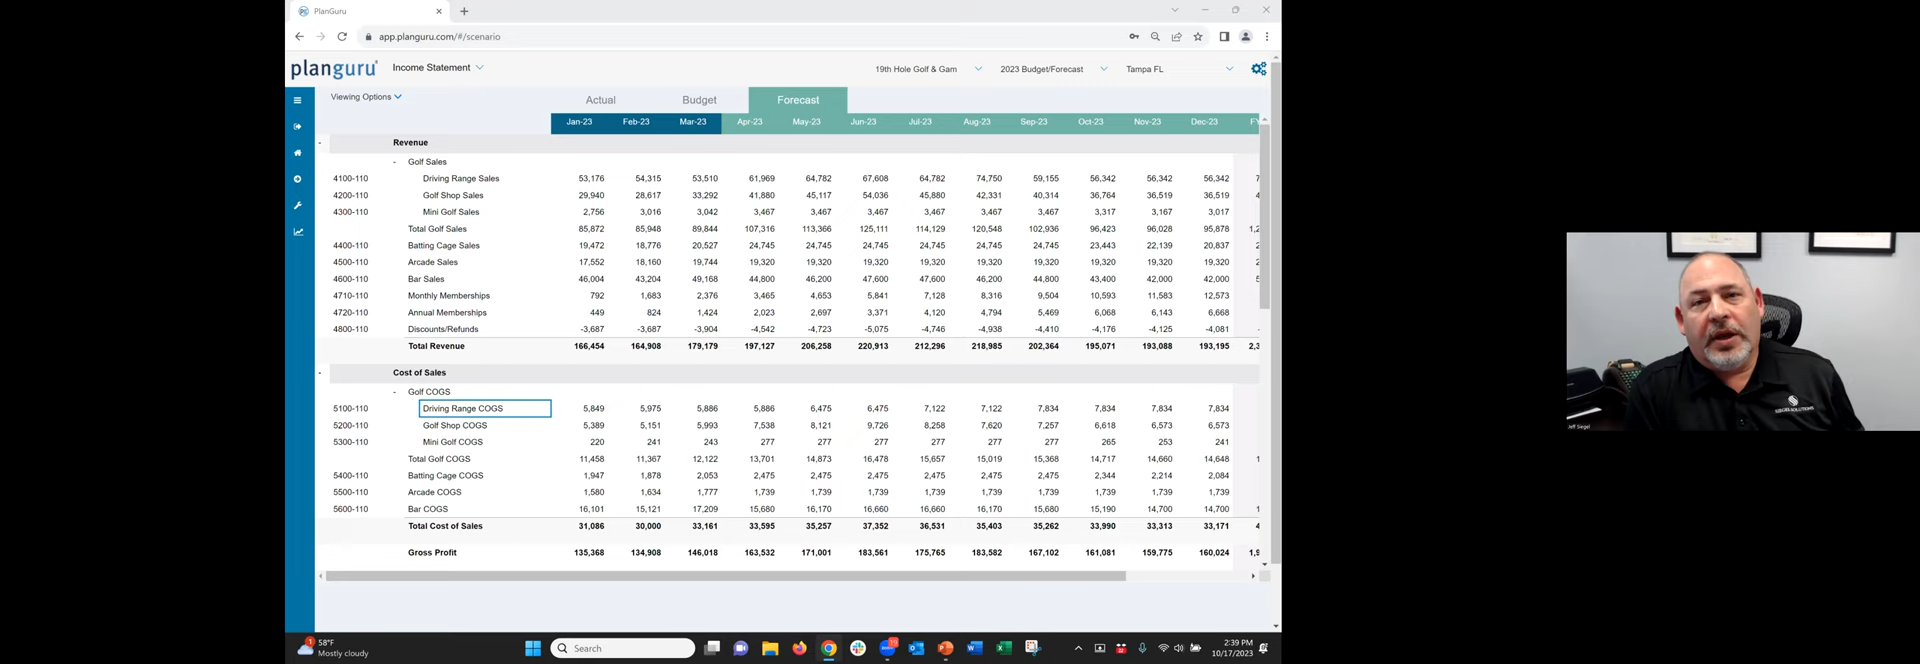 PlanGuru
app.planguru.com/#/scenario
planguru Income Statement 19th Hole Golf & Gam 2023 Budget/Forecast Tampa FL
Viewing Options Actual Budget Forecast
Jan-23 Feb-23 Mar-23 Apr-23 May-23 Jun-23 Jul-23 Aug-23 Sep-23 Oct-23 Nov-23 Dec-23 FY
Revenue
- Golf Sales
4100-110 Driving Range Sales 53,176 54,315 53,510 61,969 64,782 67,608 64,782 74,750 59,155 56,342 56,342 56,342 7
4200-110 Golf Shop Sales 29,940 28,617 33,292 41,880 45,117 54,036 45,880 42,331 40,314 36,764 36,519 36,519 4
4300-110 Mini Golf Sales 2,756 3,016 3,042 3,467 3,467 3,467 3,467 3,467 3,467 3,317 3,167 3,017
Total Golf Sales 85,872 85,948 89,844 107,316 113,366 125,111 114,129 120,548 102,936 96,423 96,028 95,878 1,2
4400-110 Batting Cage Sales 19,472 18,776 20,527 24,745 24,745 24,745 24,745 24,745 24,745 23,443 22,139 20,837 2
4500-110 Arcade Sales 17,552 18,160 19,744 19,320 19,320 19,320 19,320 19,320 19,320 19,320 19,320 19,320 2
4600-110 Bar Sales 46,004 43,204 49,168 44,800 46,200 47,600 47,600 46,200 44,800 43,400 42,000 42,000 5
4710-110 Monthly Memberships 792 1,683 2,376 3,465 4,653 5,841 7,128 8,316 9,504 10,593 11,583 12,573
4720-110 Annual Memberships 449 824 1,424 2,023 2,697 3,371 4,120 4,794 5,469 6,068 6,143 6,668
4800-110 Discounts/Refunds -3,687 -3,687 -3,904 -4,542 -4,723 -5,075 -4,746 -4,938 -4,410 -4,176 -4,125 -4,081 -
Total Revenue 166,454 164,908 179,179 197,127 206,258 220,913 212,296 218,985 202,364 195,071 193,088 193,195 2,3
Cost of Sales
- Golf COGS
5100-110 Driving Range COGS 5,849 5,975 5,886 5,886 6,475 6,475 7,122 7,122 7,834 7,834 7,834 7,834
5200-110 Golf Shop COGS 5,389 5,151 5,993 7,538 8,121 9,726 8,258 7,620 7,257 6,618 6,573 6,573
5300-110 Mini Golf COGS 220 241 243 277 277 277 277 277 277 265 253 241
Total Golf COGS 11,458 11,367 12,122 13,701 14,873 16,478 15,657 15,019 15,368 14,717 14,660 14,648 1
5400-110 Batting Cage COGS 1,947 1,878 2,053 2,475 2,475 2,475 2,475 2,475 2,475 2,344 2,214 2,084
5500-110 Arcade COGS 1,580 1,634 1,777 1,739 1,739 1,739 1,739 1,739 1,739 1,739 1,739 1,739
5600-110 Bar COGS 16,101 15,121 17,209 15,680 16,170 16,660 16,660 16,170 15,680 15,190 14,700 14,700 1
Total Cost of Sales 31,086 30,000 33,161 33,595 35,257 37,352 36,531 35,403 35,262 33,990 33,313 33,171 4
Gross Profit 135,368 134,908 146,018 163,532 171,001 183,561 175,765 183,582 167,102 161,081 159,775 160,024 1,9
SIEGEL SOLUTIONS
Jeff Siegel
1 58°F
Mostly cloudy
Search
2:39 PM
10/17/2023